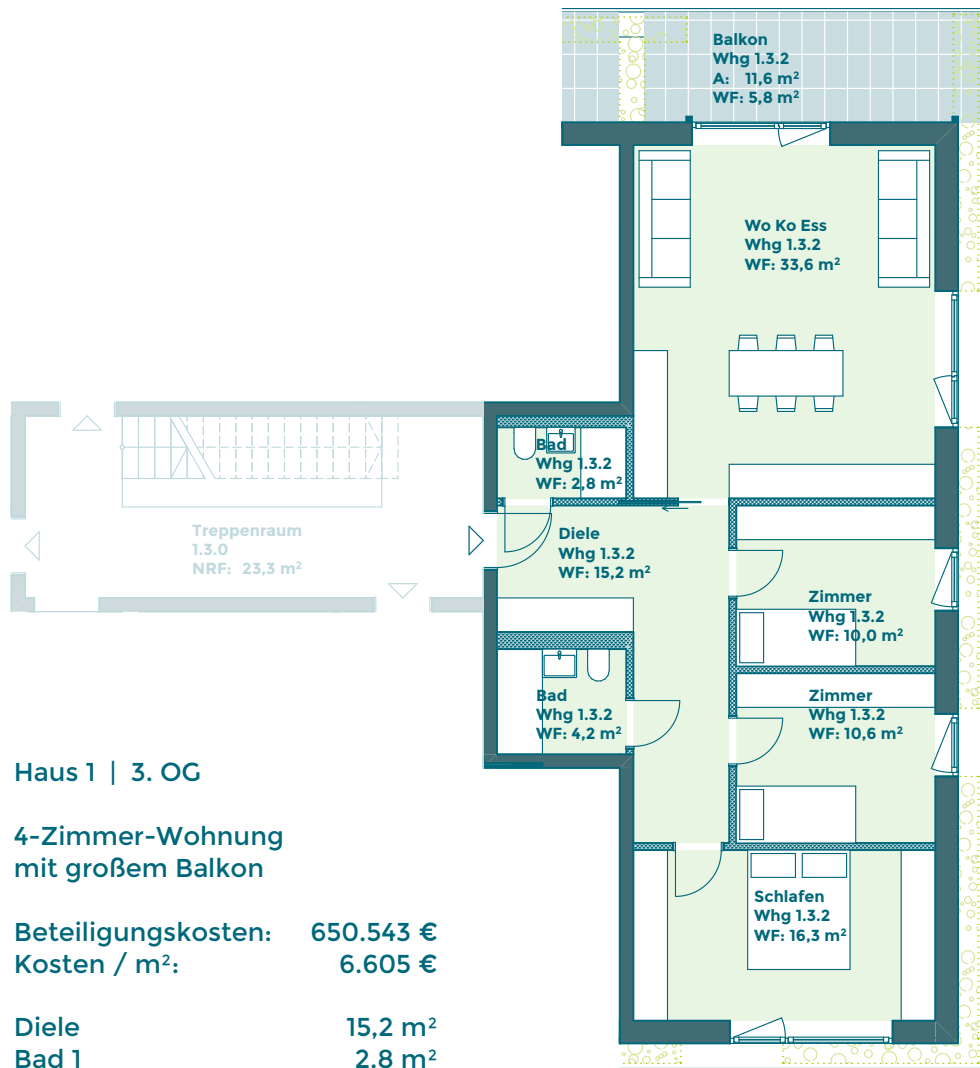 Balkon
Whg 1.3.2
A: 11,6 m²
WF: 5,8 m²
Wo Ko Ess
Whg 1.3.2
WF: 33,6 m²
Bad
Whg 1.3.2
WF: 2,8 m²
Treppenraum
1.3.0
NRF: 23,3 m²
Diele
Whg 1.3.2
WF: 15,2 m²
Zimmer
Whg 1.3.2
WF: 10,0 m²
Bad
Whg 1.3.2
WF: 4,2 m²
Zimmer
Whg 1.3.2
WF: 10,6 m²
Schlafen
Whg 1.3.2
WF: 16,3 m²
Haus 1 | 3. OG
4-Zimmer-Wohnung
mit großem Balkon
Beteiligungskosten: 650.543 €
Kosten / m²: 6.605 €
Diele 15,2 m²
Bad 1 2.8 m²